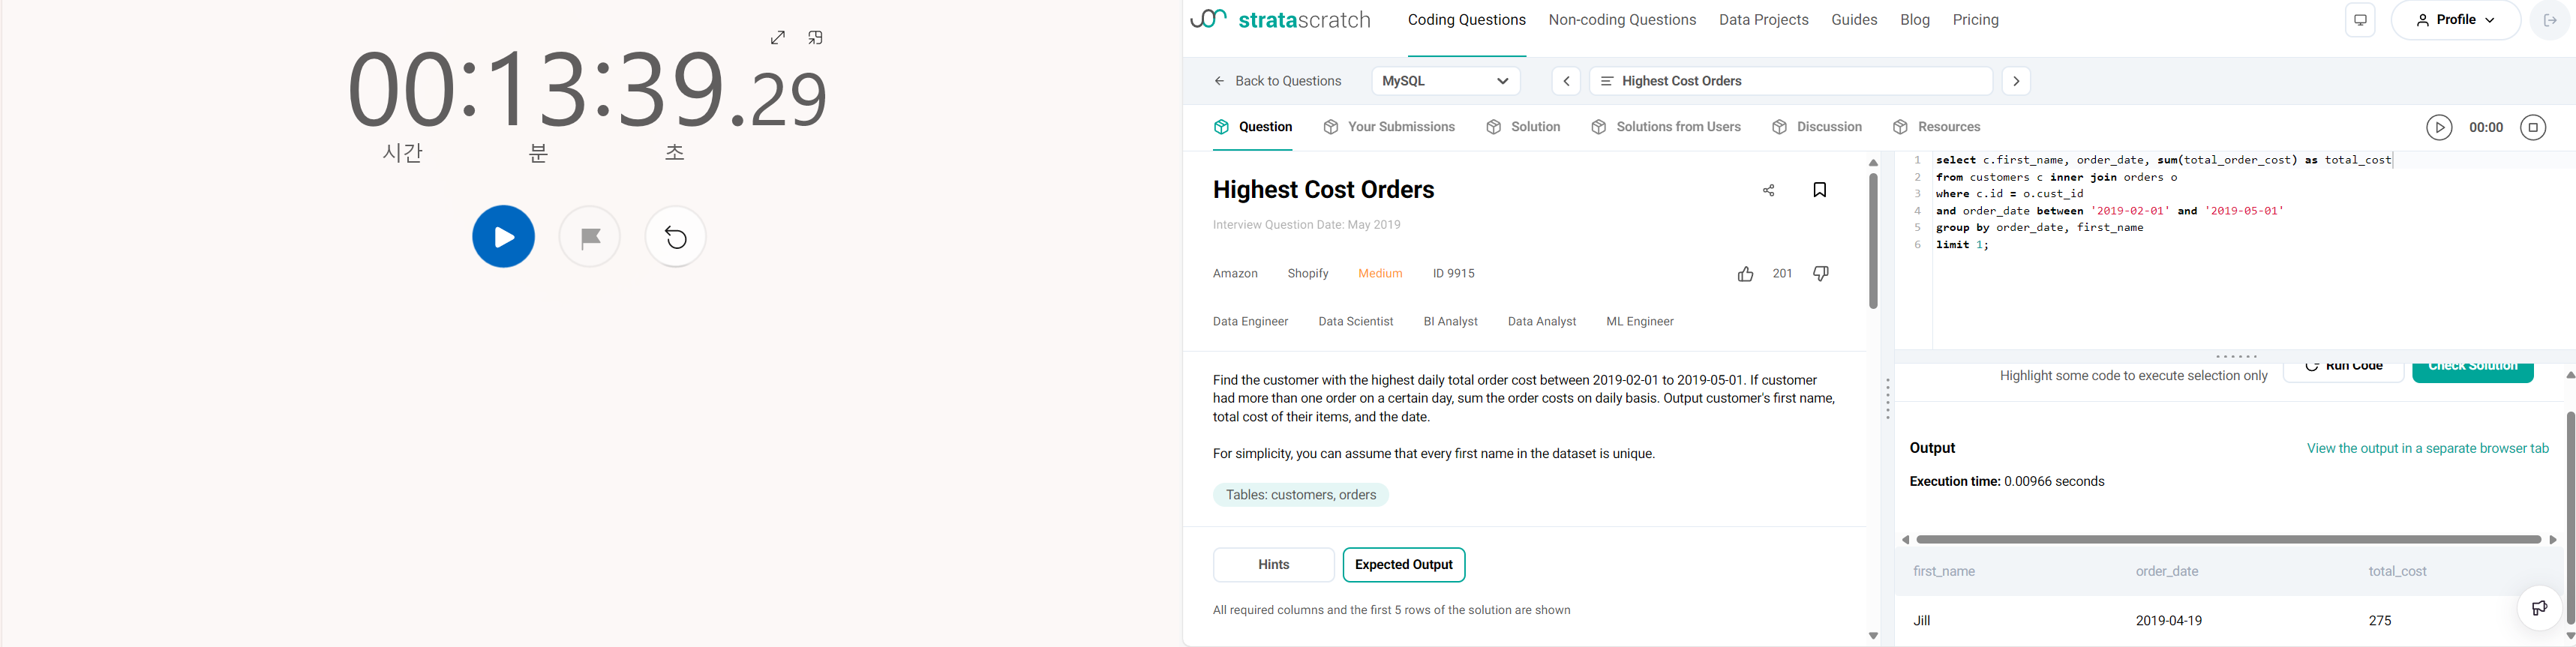 00:13:39.29
시간 분 초
stratascratch
Coding Questions Non-coding Questions Data Projects Guides Blog Pricing
Profile
Back to Questions
MySQL
Highest Cost Orders
Question Your Submissions Solution Solutions from Users Discussion Resources
00:00
Highest Cost Orders
Interview Question Date: May 2019
Amazon Shopify Medium ID 9915
201
Data Engineer Data Scientist BI Analyst Data Analyst ML Engineer
Find the customer with the highest daily total order cost between 2019-02-01 to 2019-05-01. If customer
had more than one order on a certain day, sum the order costs on daily basis. Output customer's first name,
total cost of their items, and the date.
For simplicity, you can assume that every first name in the dataset is unique.
Tables: customers, orders
Hints
Expected Output
All required columns and the first 5 rows of the solution are shown
1 select c.first_name, order_date, sum(total_order_cost) as total_cost
2 from customers c inner join orders o
3 where c.id = o.cust_id
4 and order_date between '2019-02-01' and '2019-05-01'
5 group by order_date, first_name
6 limit 1;
Highlight some code to execute selection only
Run Code
Check Solution
Output
View the output in a separate browser tab
Execution time: 0.00966 seconds
first_name order_date total_cost
Jill 2019-04-19 275